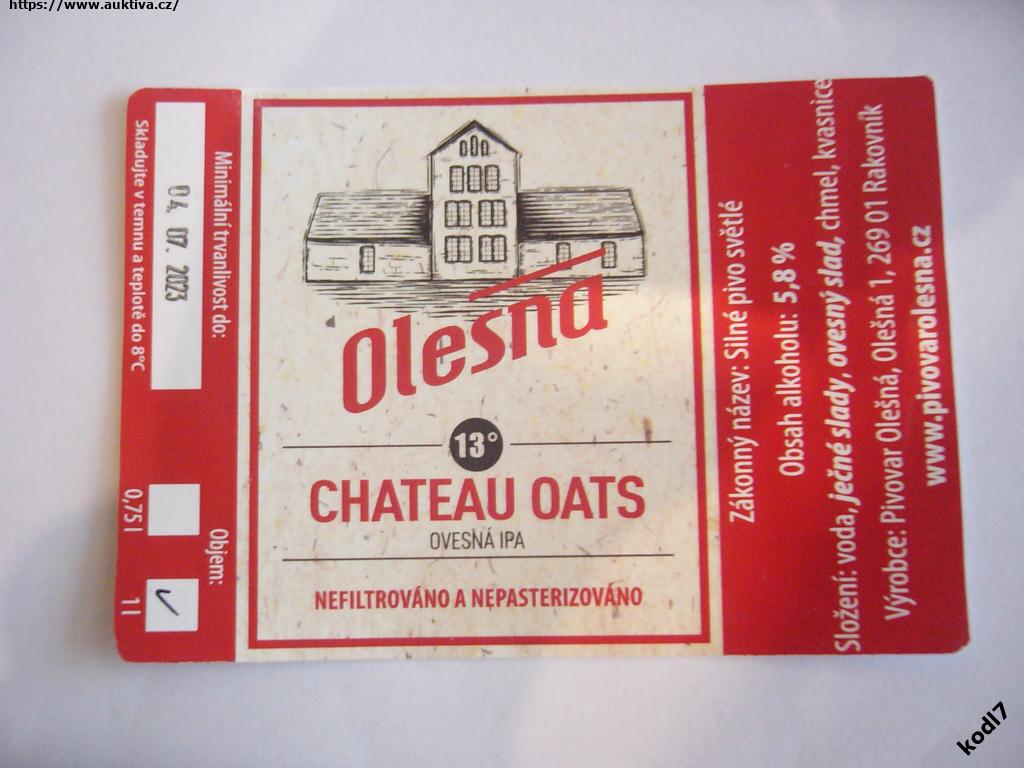 https://www.auktiva.cz/
Minimální trvanlivost do:
04. 07. 2023
skladujte v temnu a teplotě do 8°C
Objem:
0,75 l
1 l
Olešná
13°
CHATEAU OATS
OVESNÁ IPA
NEFILTROVÁNO A NEPASTERIZOVÁNO
Zákonný název: Silné pivo světlé
Obsah alkoholu: 5,8 %
Složení: voda, ječné slady, ovesný slad, chmel, kvasnice
Výrobce: Pivovar Olešná, Olešná 1, 269 01 Rakovník
www.pivovarolesna.cz
kodl7